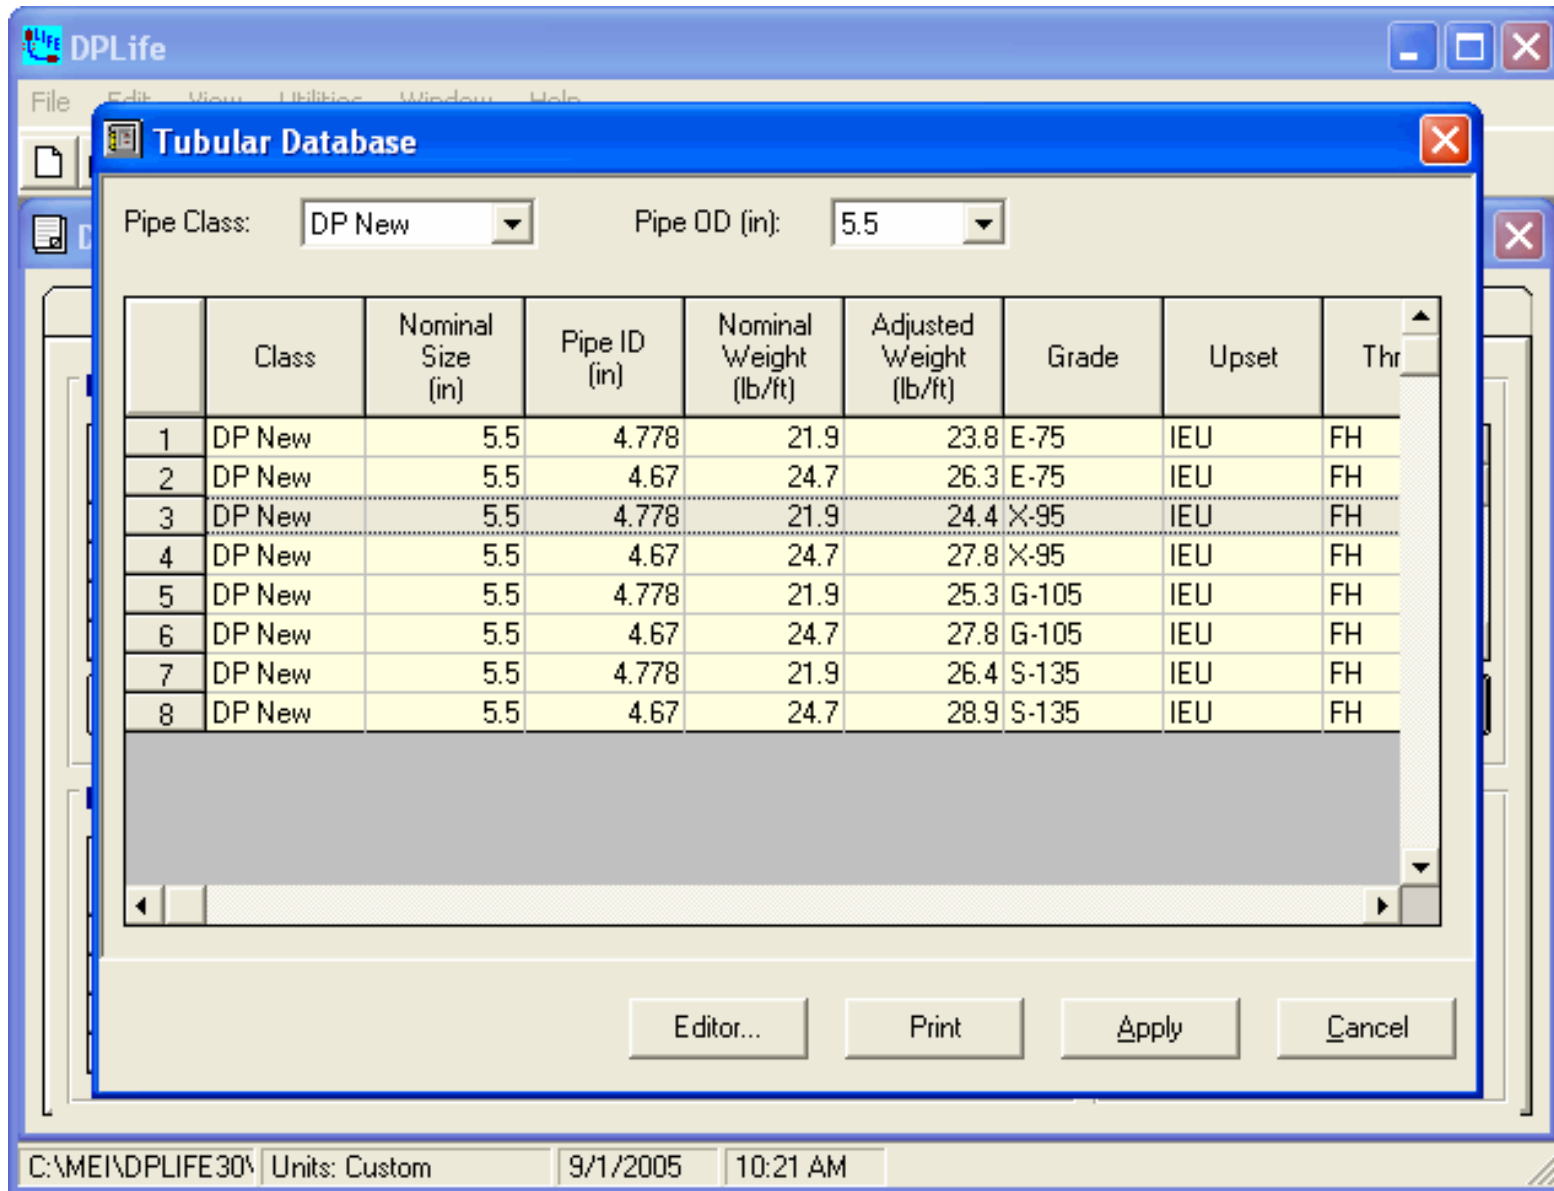 LIFE DPLife
File Edit View Utilities Window Help
Tubular Database
Pipe Class: DP New Pipe OD (in): 5.5
Class Nominal Size (in) Pipe ID (in) Nominal Weight (lb/ft) Adjusted Weight (lb/ft) Grade Upset Thr
1 DP New 5.5 4.778 21.9 23.8 E-75 IEU FH
2 DP New 5.5 4.67 24.7 26.3 E-75 IEU FH
3 DP New 5.5 4.778 21.9 24.4 X-95 IEU FH
4 DP New 5.5 4.67 24.7 27.8 X-95 IEU FH
5 DP New 5.5 4.778 21.9 25.3 G-105 IEU FH
6 DP New 5.5 4.67 24.7 27.8 G-105 IEU FH
7 DP New 5.5 4.778 21.9 26.4 S-135 IEU FH
8 DP New 5.5 4.67 24.7 28.9 S-135 IEU FH
Editor... Print Apply Cancel
C:\MEI\DPLIFE30\ Units: Custom 9/1/2005 10:21 AM